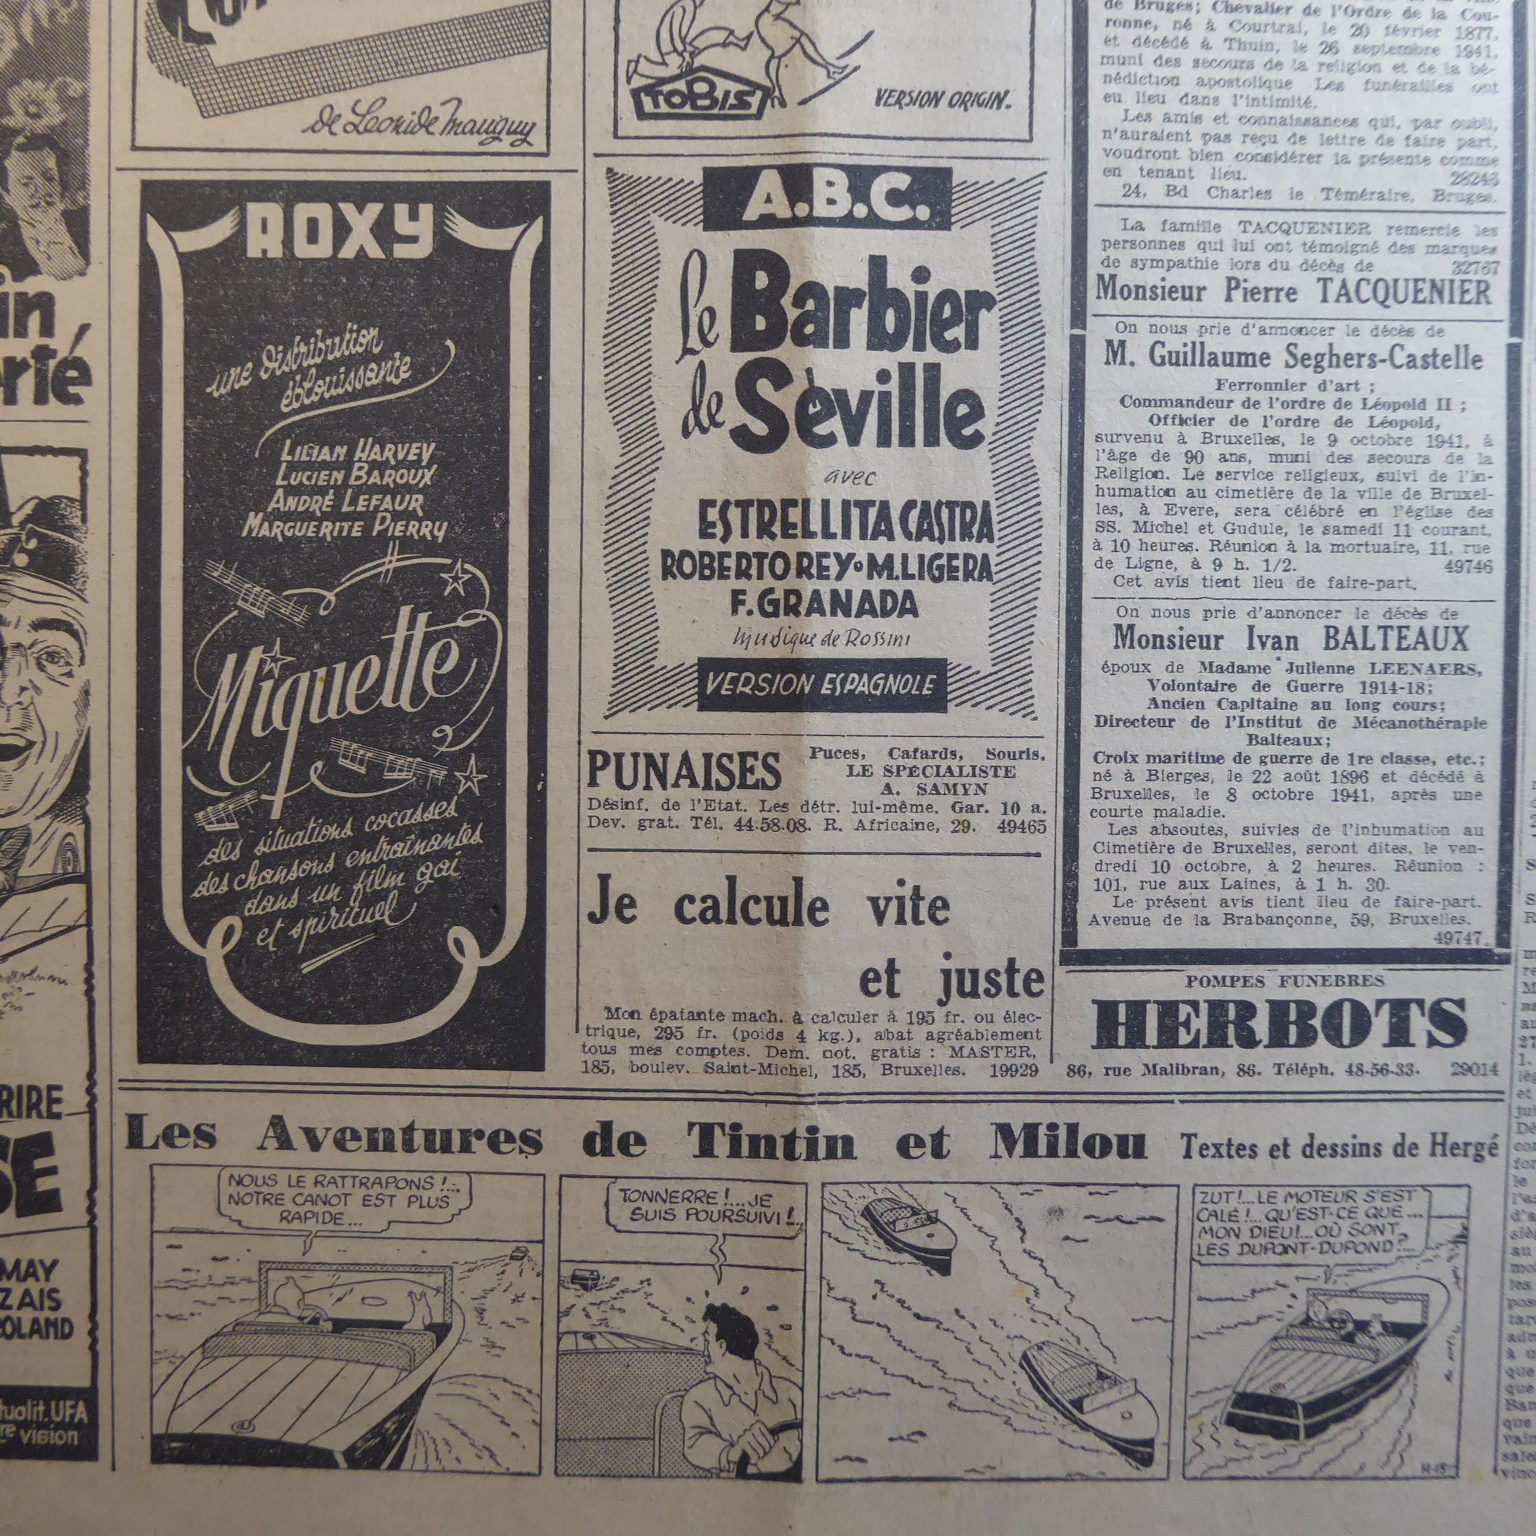 de Léonide Moguy
TOBIS
VERSION ORIGIN.
in
rté
RIRE
SE
MAY
ZAIS
OLAND
tualit. UFA
re vision
ROXY
une distribution
éblouissante
LILIAN HARVEY
LUCIEN BAROUX
ANDRÉ LEFAUR
MARGUERITE PIERRY
Miquette
des situations cocasses
des chansons entraînantes
dans un film gai
et spirituel
A.B.C.
Le Barbier
de Séville
avec
ESTRELLITA CASTRA
ROBERTO REY · M. LIGERA
F. GRANADA
Musique de Rossini
VERSION ESPAGNOLE
PUNAISES
Puces, Cafards, Souris.
LE SPÉCIALISTE
A. SAMYN
Désinf. de l'Etat. Les détr. lui-même. Gar. 10 a.
Dev. grat. Tél. 44.58.08. R. Africaine, 29. 49465
Je calcule vite
et juste
Mon épatante mach. à calculer à 195 fr. ou élec-
trique, 295 fr. (poids 4 kg.), abat agréablement
tous mes comptes. Dem. not. gratis : MASTER,
185, boulev. Saint-Michel, 185, Bruxelles. 19929
de Bruges; Chevalier de l'Ordre de la Cou-
ronne, né à Courtrai, le 20 février 1877,
et décédé à Thuin, le 26 septembre 1941,
muni des secours de la religion et de la bé-
nédiction apostolique Les funérailles ont
eu lieu dans l'intimité.
Les amis et connaissances qui, par oubli,
n'auraient pas reçu de lettre de faire part,
voudront bien considérer la présente comme
en tenant lieu. 28243
24, Bd Charles le Téméraire, Bruges.
La famille TACQUENIER remercie les
personnes qui lui ont témoigné des marques
de sympathie lors du décès de 32767
Monsieur Pierre TACQUENIER
On nous prie d'annoncer le décès de
M. Guillaume Seghers-Castelle
Ferronnier d'art ;
Commandeur de l'ordre de Léopold II ;
Officier de l'ordre de Léopold,
survenu à Bruxelles, le 9 octobre 1941, à
l'âge de 90 ans, muni des secours de la
Religion. Le service religieux, suivi de l'in-
humation au cimetière de la ville de Bruxel-
les, à Evere, sera célébré en l'église des
SS. Michel et Gudule, le samedi 11 courant,
à 10 heures. Réunion à la mortuaire, 11, rue
de Ligne, à 9 h. 1/2. 49746
Cet avis tient lieu de faire-part.
On nous prie d'annoncer le décès de
Monsieur Ivan BALTEAUX
époux de Madame Julienne LEENAERS,
Volontaire de Guerre 1914-18;
Ancien Capitaine au long cours;
Directeur de l'Institut de Mécanothérapie
Balteaux;
Croix maritime de guerre de 1re classe, etc.;
né à Bierges, le 22 août 1896 et décédé à
Bruxelles, le 8 octobre 1941, après une
courte maladie.
Les absoutes, suivies de l'inhumation au
Cimetière de Bruxelles, seront dites, le ven-
dredi 10 octobre, à 2 heures. Réunion :
101, rue aux Laines, à 1 h. 30.
Le présent avis tient lieu de faire-part.
Avenue de la Brabançonne, 59, Bruxelles.
49747.
POMPES FUNEBRES
HERBOTS
86, rue Malibran, 86. Téléph. 48-56-33. 29014
Les Aventures de Tintin et Milou Textes et dessins de Hergé
NOUS LE RATTRAPONS !..
NOTRE CANOT EST PLUS
RAPIDE...
TONNERRE !...JE
SUIS POURSUIVI !..
ZUT !...LE MOTEUR S'EST
CALÉ !...QU'EST-CE QUE...
MON DIEU!...OÙ SONT
LES DUPONT-DUPOND?...